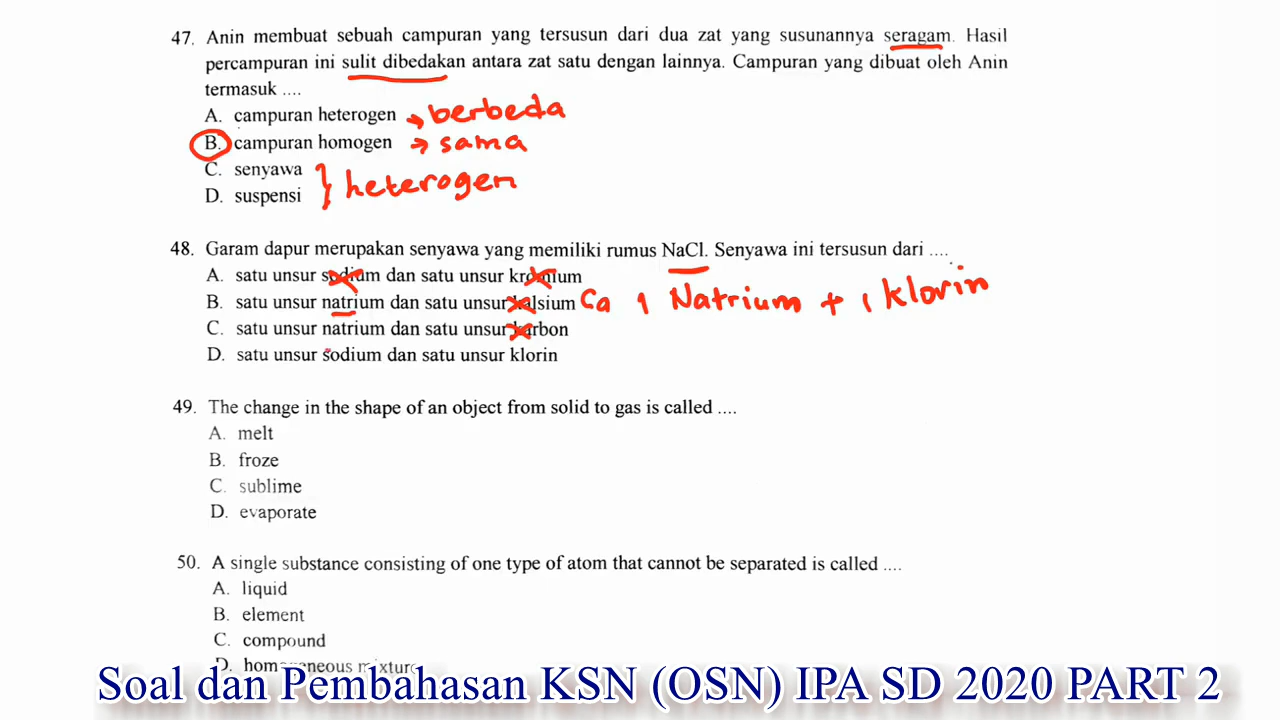 47. Anin membuat sebuah campuran yang tersusun dari dua zat yang susunannya seragam. Hasil
percampuran ini sulit dibedakan antara zat satu dengan lainnya. Campuran yang dibuat oleh Anin
termasuk ....
A. campuran heterogen → berbeda
B. campuran homogen → sama
C. senyawa
D. suspensi } heterogen
48. Garam dapur merupakan senyawa yang memiliki rumus NaCl. Senyawa ini tersusun dari ....
A. satu unsur sodium dan satu unsur kromium
B. satu unsur natrium dan satu unsur kalsium Ca 1 Natrium + 1 klorin
C. satu unsur natrium dan satu unsur karbon
D. satu unsur sodium dan satu unsur klorin
49. The change in the shape of an object from solid to gas is called ....
A. melt
B. froze
C. sublime
D. evaporate
50. A single substance consisting of one type of atom that cannot be separated is called ....
A. liquid
B. element
C. compound
D. homogeneous mixture
Soal dan Pembahasan KSN (OSN) IPA SD 2020 PART 2